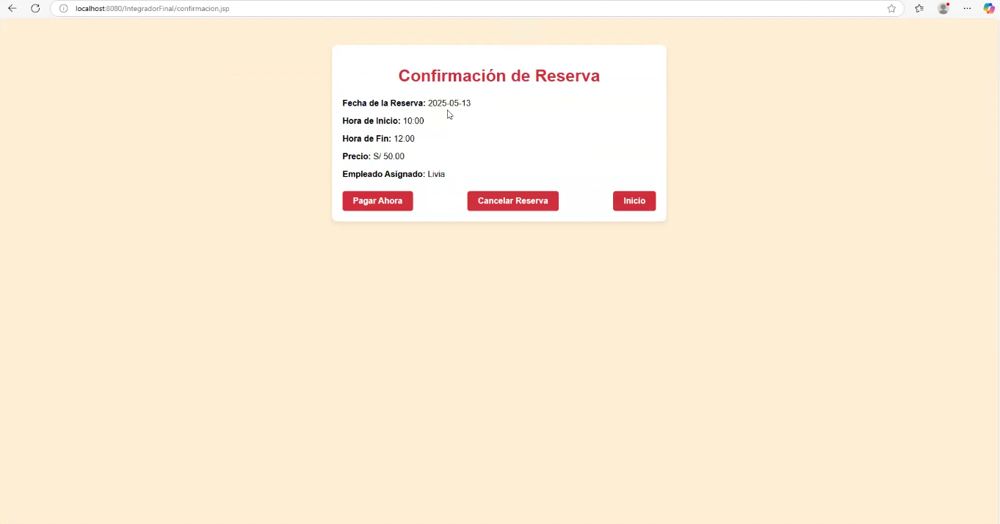 localhost:8080/IntegradorFinal/confirmacion.jsp
Confirmación de Reserva
Fecha de la Reserva: 2025-05-13
Hora de Inicio: 10:00
Hora de Fin: 12:00
Precio: S/ 50.00
Empleado Asignado: Livia
Pagar Ahora Cancelar Reserva Inicio